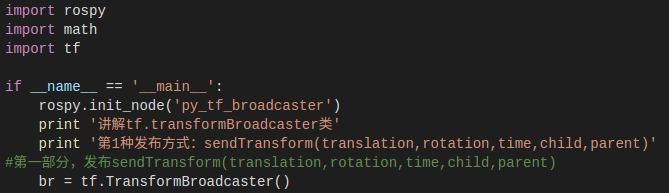 import rospy
import math
import tf
if __name__ == '__main__':
    rospy.init_node('py_tf_broadcaster')
    print '讲解tf.transformBroadcaster类'
    print '第1种发布方式：sendTransform(translation,rotation,time,child,parent)'
#第一部分，发布sendTransform(translation,rotation,time,child,parent)
    br = tf.TransformBroadcaster()